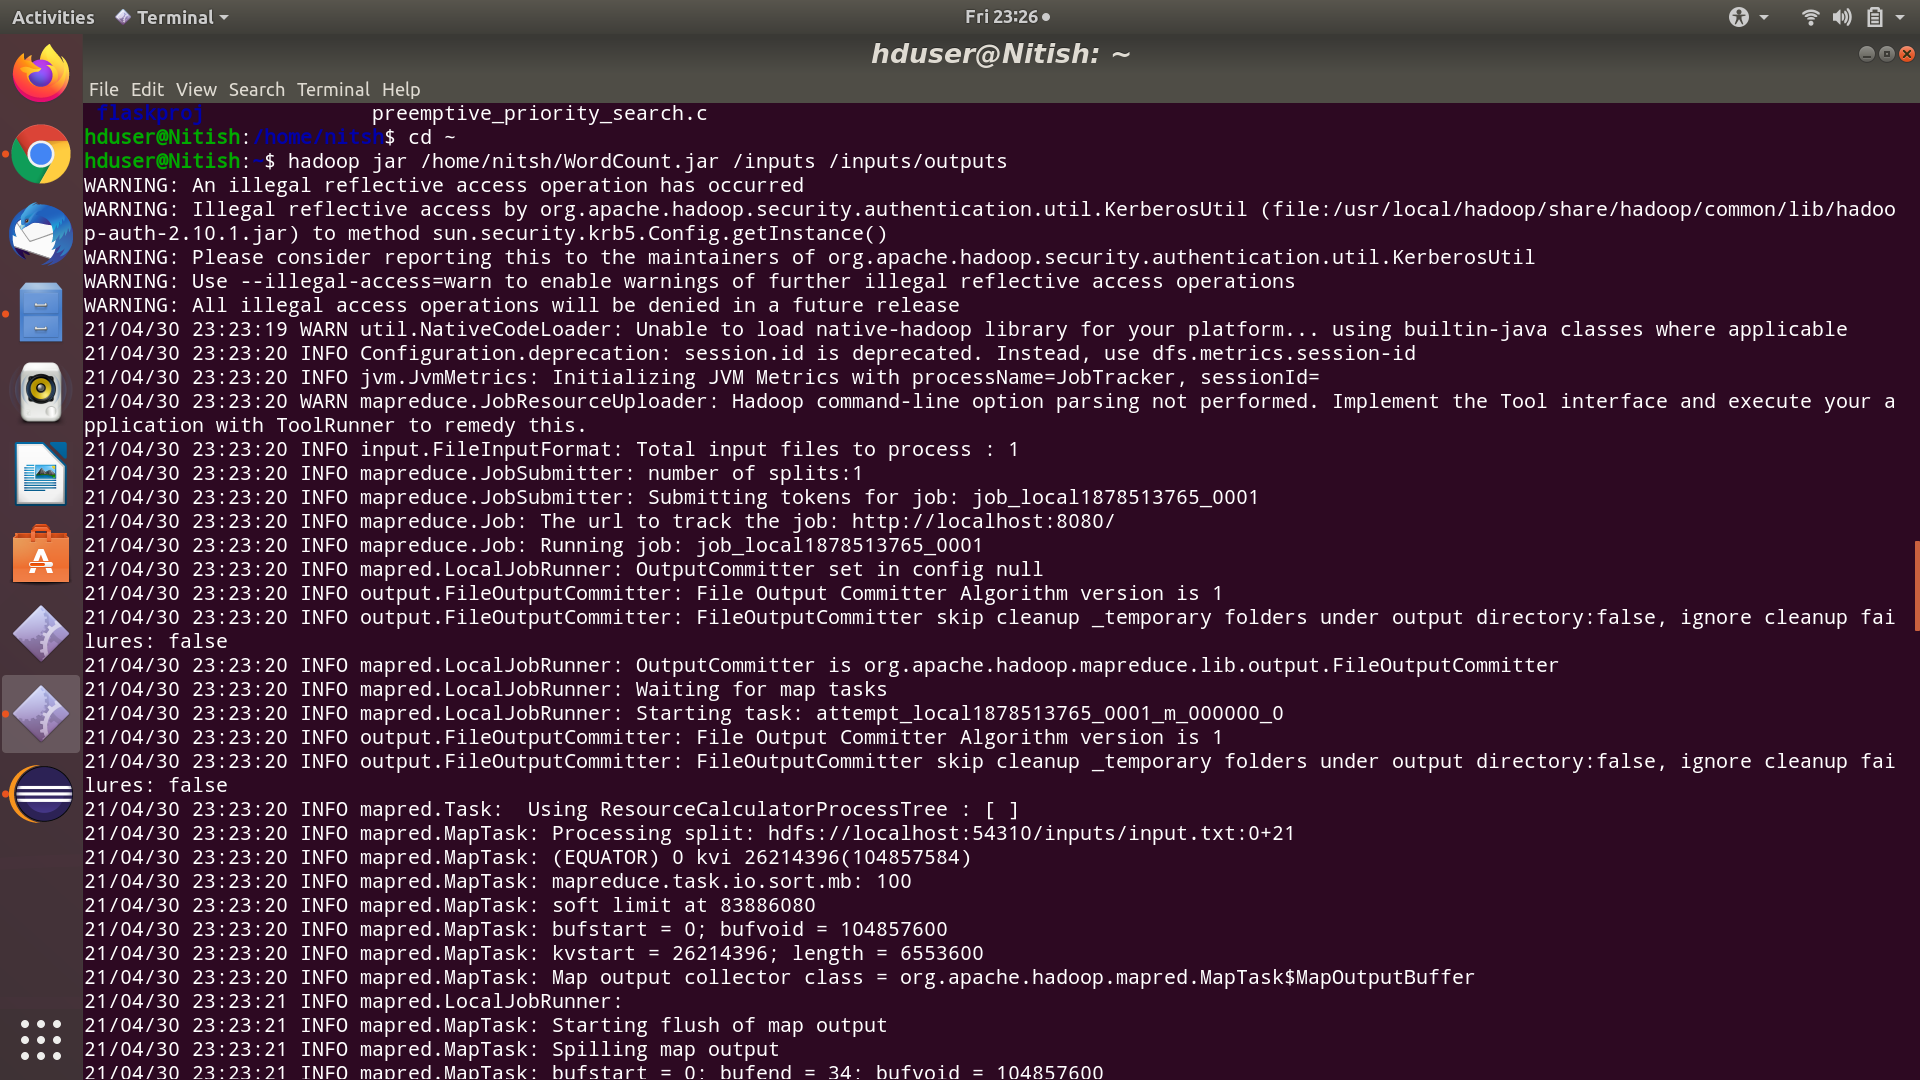 Activities
Terminal
Fri 23:26
hduser@Nitish: ~
File Edit View Search Terminal Help
flaskproj preemptive_priority_search.c
hduser@Nitish:/home/nitsh$ cd ~
hduser@Nitish:~$ hadoop jar /home/nitsh/WordCount.jar /inputs /inputs/outputs
WARNING: An illegal reflective access operation has occurred
WARNING: Illegal reflective access by org.apache.hadoop.security.authentication.util.KerberosUtil (file:/usr/local/hadoop/share/hadoop/common/lib/hadoo
p-auth-2.10.1.jar) to method sun.security.krb5.Config.getInstance()
WARNING: Please consider reporting this to the maintainers of org.apache.hadoop.security.authentication.util.KerberosUtil
WARNING: Use --illegal-access=warn to enable warnings of further illegal reflective access operations
WARNING: All illegal access operations will be denied in a future release
21/04/30 23:23:19 WARN util.NativeCodeLoader: Unable to load native-hadoop library for your platform... using builtin-java classes where applicable
21/04/30 23:23:20 INFO Configuration.deprecation: session.id is deprecated. Instead, use dfs.metrics.session-id
21/04/30 23:23:20 INFO jvm.JvmMetrics: Initializing JVM Metrics with processName=JobTracker, sessionId=
21/04/30 23:23:20 WARN mapreduce.JobResourceUploader: Hadoop command-line option parsing not performed. Implement the Tool interface and execute your a
pplication with ToolRunner to remedy this.
21/04/30 23:23:20 INFO input.FileInputFormat: Total input files to process : 1
21/04/30 23:23:20 INFO mapreduce.JobSubmitter: number of splits:1
21/04/30 23:23:20 INFO mapreduce.JobSubmitter: Submitting tokens for job: job_local1878513765_0001
21/04/30 23:23:20 INFO mapreduce.Job: The url to track the job: http://localhost:8080/
21/04/30 23:23:20 INFO mapreduce.Job: Running job: job_local1878513765_0001
21/04/30 23:23:20 INFO mapred.LocalJobRunner: OutputCommitter set in config null
21/04/30 23:23:20 INFO output.FileOutputCommitter: File Output Committer Algorithm version is 1
21/04/30 23:23:20 INFO output.FileOutputCommitter: FileOutputCommitter skip cleanup _temporary folders under output directory:false, ignore cleanup fai
lures: false
21/04/30 23:23:20 INFO mapred.LocalJobRunner: OutputCommitter is org.apache.hadoop.mapreduce.lib.output.FileOutputCommitter
21/04/30 23:23:20 INFO mapred.LocalJobRunner: Waiting for map tasks
21/04/30 23:23:20 INFO mapred.LocalJobRunner: Starting task: attempt_local1878513765_0001_m_000000_0
21/04/30 23:23:20 INFO output.FileOutputCommitter: File Output Committer Algorithm version is 1
21/04/30 23:23:20 INFO output.FileOutputCommitter: FileOutputCommitter skip cleanup _temporary folders under output directory:false, ignore cleanup fai
lures: false
21/04/30 23:23:20 INFO mapred.Task:  Using ResourceCalculatorProcessTree : [ ]
21/04/30 23:23:20 INFO mapred.MapTask: Processing split: hdfs://localhost:54310/inputs/input.txt:0+21
21/04/30 23:23:20 INFO mapred.MapTask: (EQUATOR) 0 kvi 26214396(104857584)
21/04/30 23:23:20 INFO mapred.MapTask: mapreduce.task.io.sort.mb: 100
21/04/30 23:23:20 INFO mapred.MapTask: soft limit at 83886080
21/04/30 23:23:20 INFO mapred.MapTask: bufstart = 0; bufvoid = 104857600
21/04/30 23:23:20 INFO mapred.MapTask: kvstart = 26214396; length = 6553600
21/04/30 23:23:20 INFO mapred.MapTask: Map output collector class = org.apache.hadoop.mapred.MapTask$MapOutputBuffer
21/04/30 23:23:21 INFO mapred.LocalJobRunner:
21/04/30 23:23:21 INFO mapred.MapTask: Starting flush of map output
21/04/30 23:23:21 INFO mapred.MapTask: Spilling map output
21/04/30 23:23:21 INFO mapred.MapTask: bufstart = 0; bufend = 34; bufvoid = 104857600